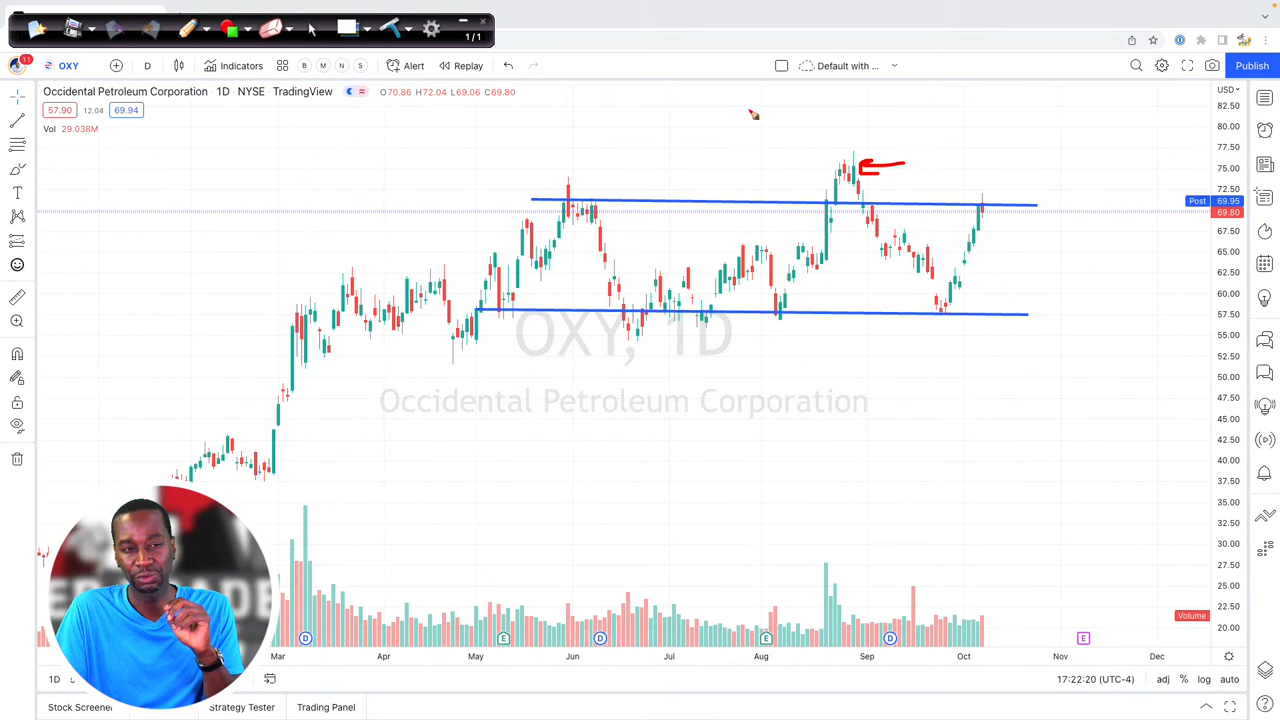 1 / 1
11
OXY
D
Indicators
B
M
N
S
Alert
Replay
Default with ...
Publish
Occidental Petroleum Corporation · 1D · NYSE · TradingView
O70.86 H72.04 L69.06 C69.80
57.90
12.04
69.94
Vol 29.038M
USD
82.50
80.00
77.50
75.00
72.50
Post 69.95
69.80
67.50
65.00
62.50
60.00
57.50
55.00
52.50
50.00
47.50
45.00
42.50
40.00
37.50
35.00
32.50
30.00
27.50
25.00
22.50
20.00
OXY, 1D
Occidental Petroleum Corporation
Volume
D
E
D
E
D
E
Mar
Apr
May
Jun
Jul
Aug
Sep
Oct
Nov
Dec
1D
17:22:20 (UTC-4)
adj
%
log
auto
Stock Screener
Strategy Tester
Trading Panel